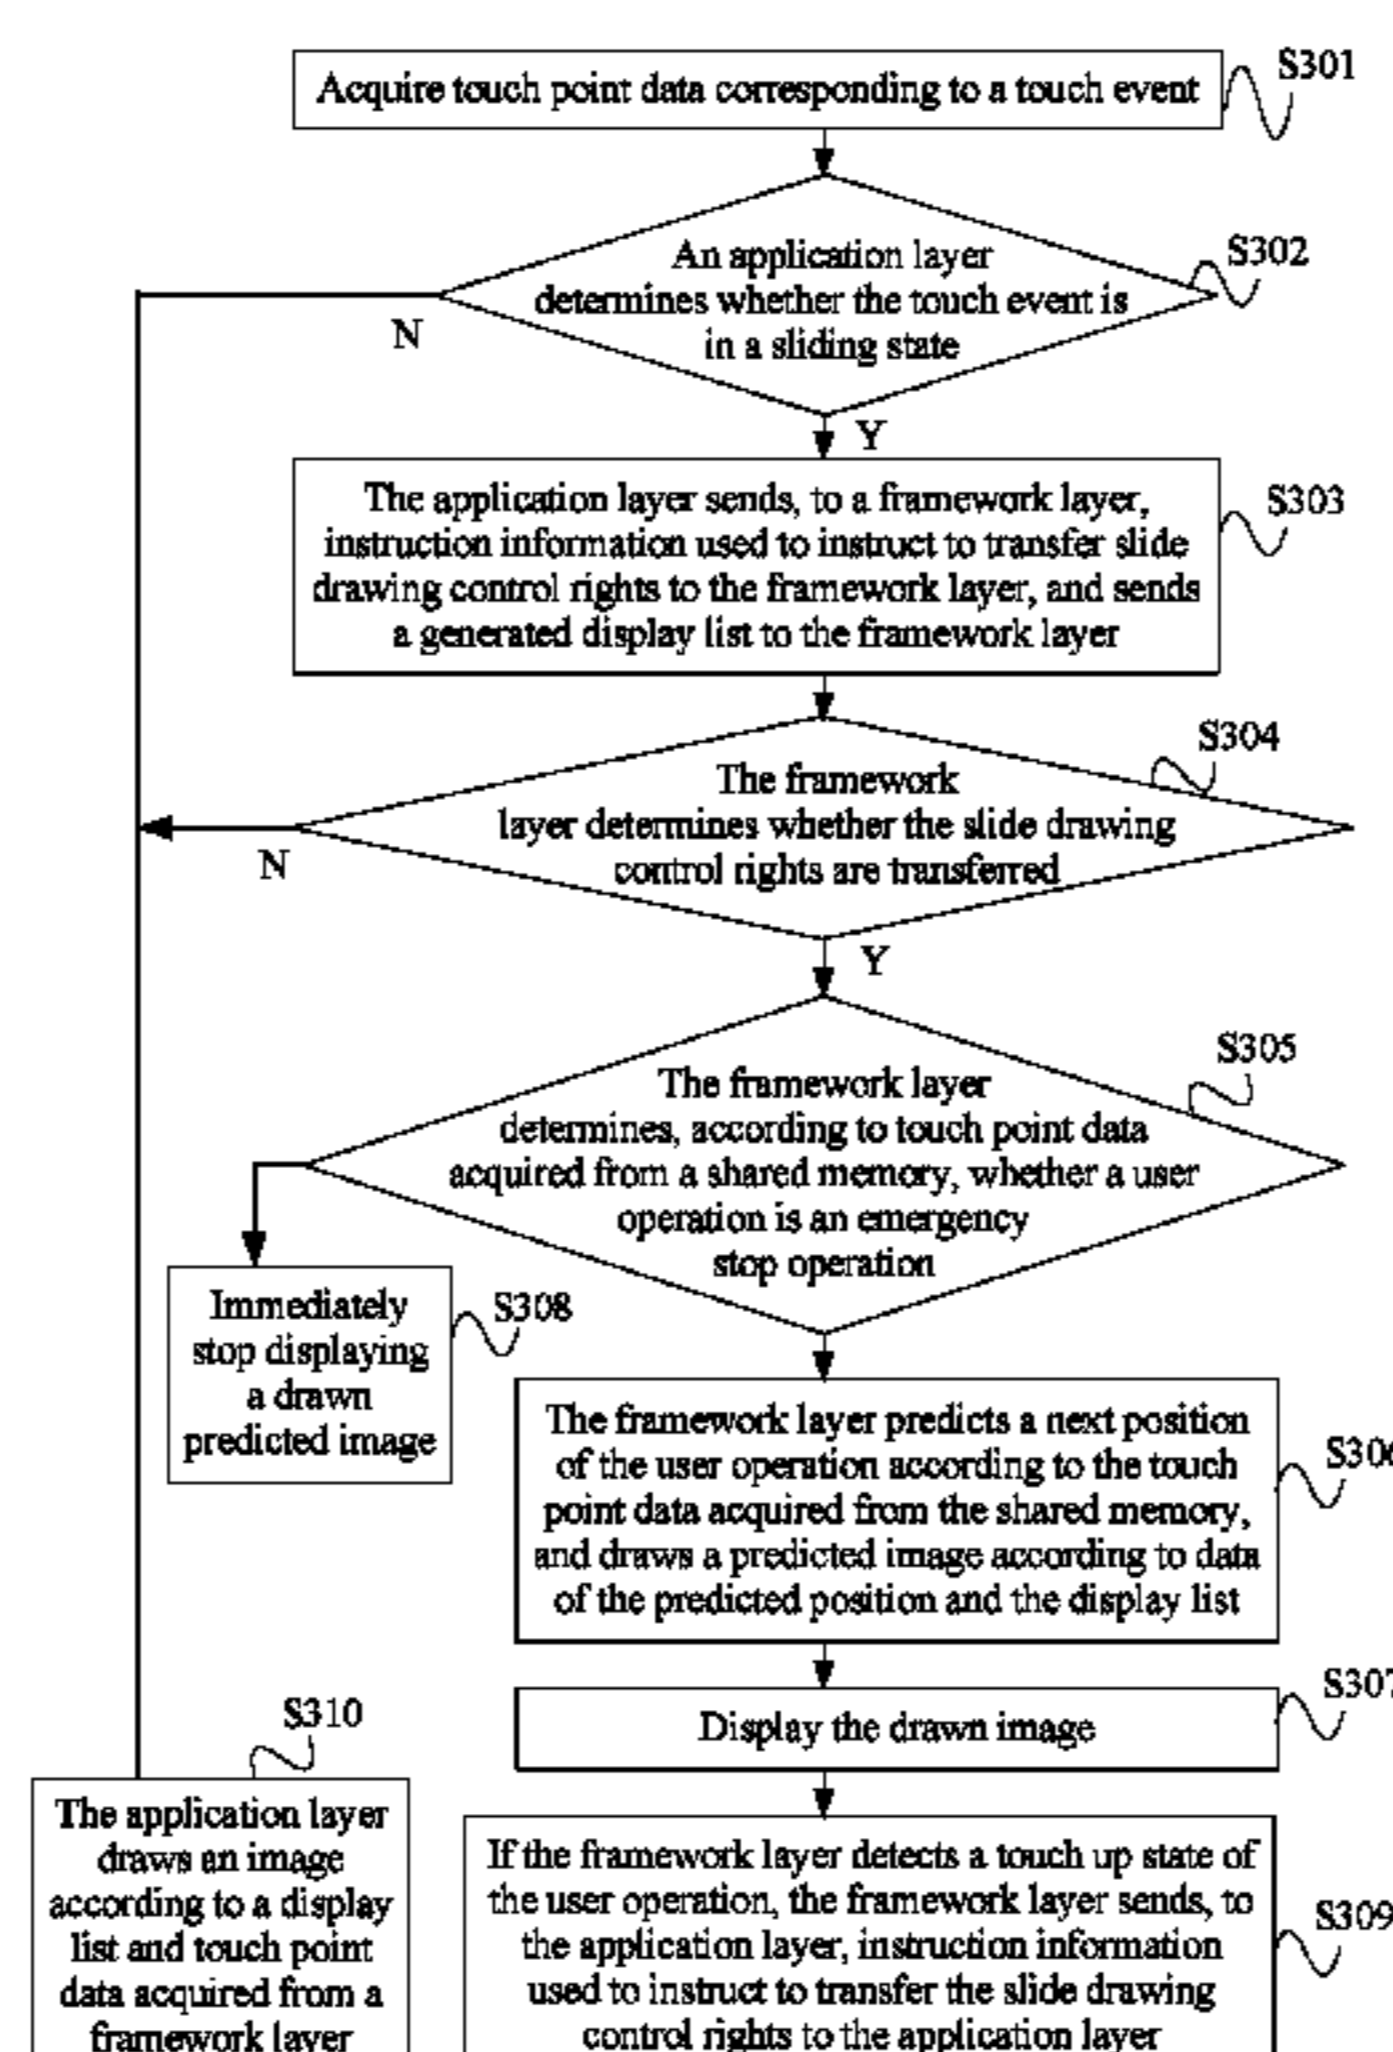 Acquire touch point data corresponding to a touch event
S301
An application layer
determines whether the touch event is
in a sliding state
S302
N
Y
The application layer sends, to a framework layer,
instruction information used to instruct to transfer slide
drawing control rights to the framework layer, and sends
a generated display list to the framework layer
S303
The framework
layer determines whether the slide drawing
control rights are transferred
S304
N
Y
The framework layer
determines, according to touch point data
acquired from a shared memory, whether a user
operation is an emergency
stop operation
S305
Immediately
stop displaying
a drawn
predicted image
S308
The framework layer predicts a next position
of the user operation according to the touch
point data acquired from the shared memory,
and draws a predicted image according to data
of the predicted position and the display list
S306
Display the drawn image
S307
S310
The application layer
draws an image
according to a display
list and touch point
data acquired from a
framework layer
If the framework layer detects a touch up state of
the user operation, the framework layer sends, to
the application layer, instruction information
used to instruct to transfer the slide drawing
control rights to the application layer
S309